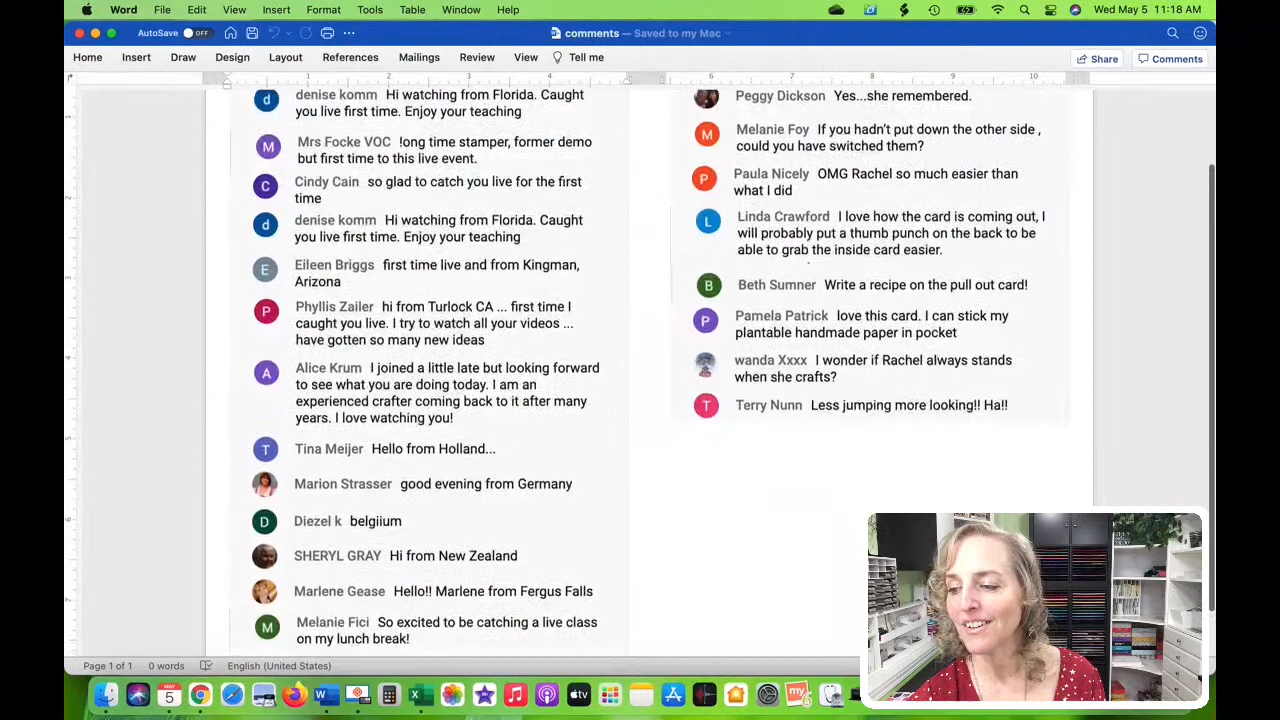 Word File Edit View Insert Format Tools Table Window Help Wed May 5 11:18 AM
AutoSave OFF comments — Saved to my Mac
Home Insert Draw Design Layout References Mailings Review View Tell me Share Comments
1 2 3 4 6 7 8 9 10
denise komm Hi watching from Florida. Caught
you live first time. Enjoy your teaching
Mrs Focke VOC !ong time stamper, former demo
but first time to this live event.
Cindy Cain so glad to catch you live for the first
time
denise komm Hi watching from Florida. Caught
you live first time. Enjoy your teaching
Eileen Briggs first time live and from Kingman,
Arizona
Phyllis Zailer hi from Turlock CA ... first time I
caught you live. I try to watch all your videos ...
have gotten so many new ideas
Alice Krum I joined a little late but looking forward
to see what you are doing today. I am an
experienced crafter coming back to it after many
years. I love watching you!
Tina Meijer Hello from Holland...
Marion Strasser good evening from Germany
Diezel k belgiium
SHERYL GRAY Hi from New Zealand
Marlene Gease Hello!! Marlene from Fergus Falls
Melanie Fici So excited to be catching a live class
on my lunch break!
Peggy Dickson Yes...she remembered.
Melanie Foy If you hadn't put down the other side ,
could you have switched them?
Paula Nicely OMG Rachel so much easier than
what I did
Linda Crawford I love how the card is coming out, I
will probably put a thumb punch on the back to be
able to grab the inside card easier.
Beth Sumner Write a recipe on the pull out card!
Pamela Patrick love this card. I can stick my
plantable handmade paper in pocket
wanda Xxxx I wonder if Rachel always stands
when she crafts?
Terry Nunn Less jumping more looking!! Ha!!
Page 1 of 1 0 words English (United States)
MAY
5
tv
my